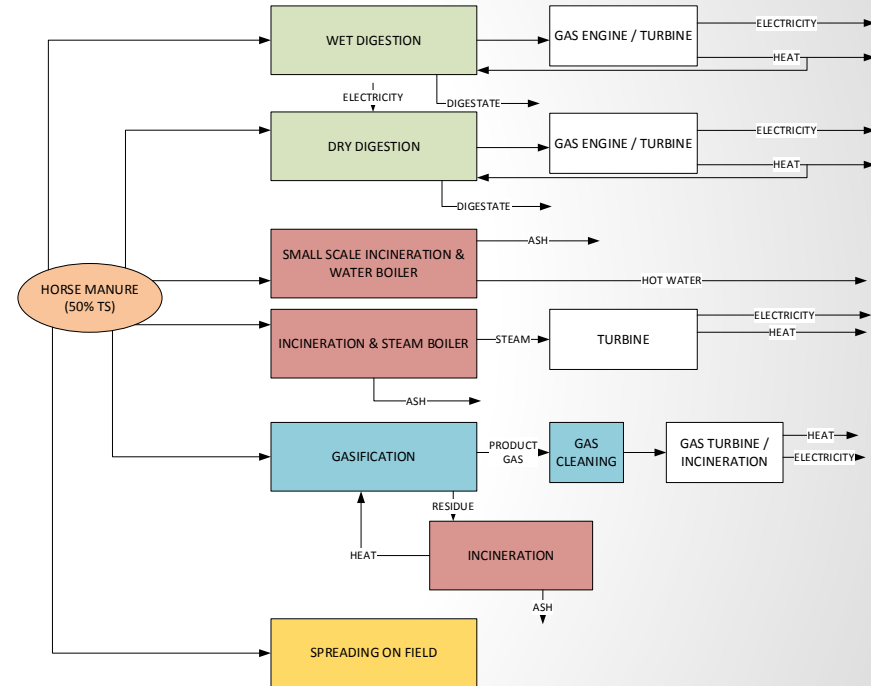 WET DIGESTION
GAS ENGINE / TURBINE
ELECTRICITY
HEAT
ELECTRICITY
DIGESTATE
DRY DIGESTION
GAS ENGINE / TURBINE
ELECTRICITY
HEAT
DIGESTATE
HORSE MANURE
(50% TS)
SMALL SCALE INCINERATION &
WATER BOILER
ASH
HOT WATER
INCINERATION & STEAM BOILER
STEAM
TURBINE
ELECTRICITY
HEAT
ASH
GASIFICATION
PRODUCT
GAS
GAS
CLEANING
GAS TURBINE /
INCINERATION
HEAT
ELECTRICITY
RESIDUE
HEAT
INCINERATION
ASH
SPREADING ON FIELD